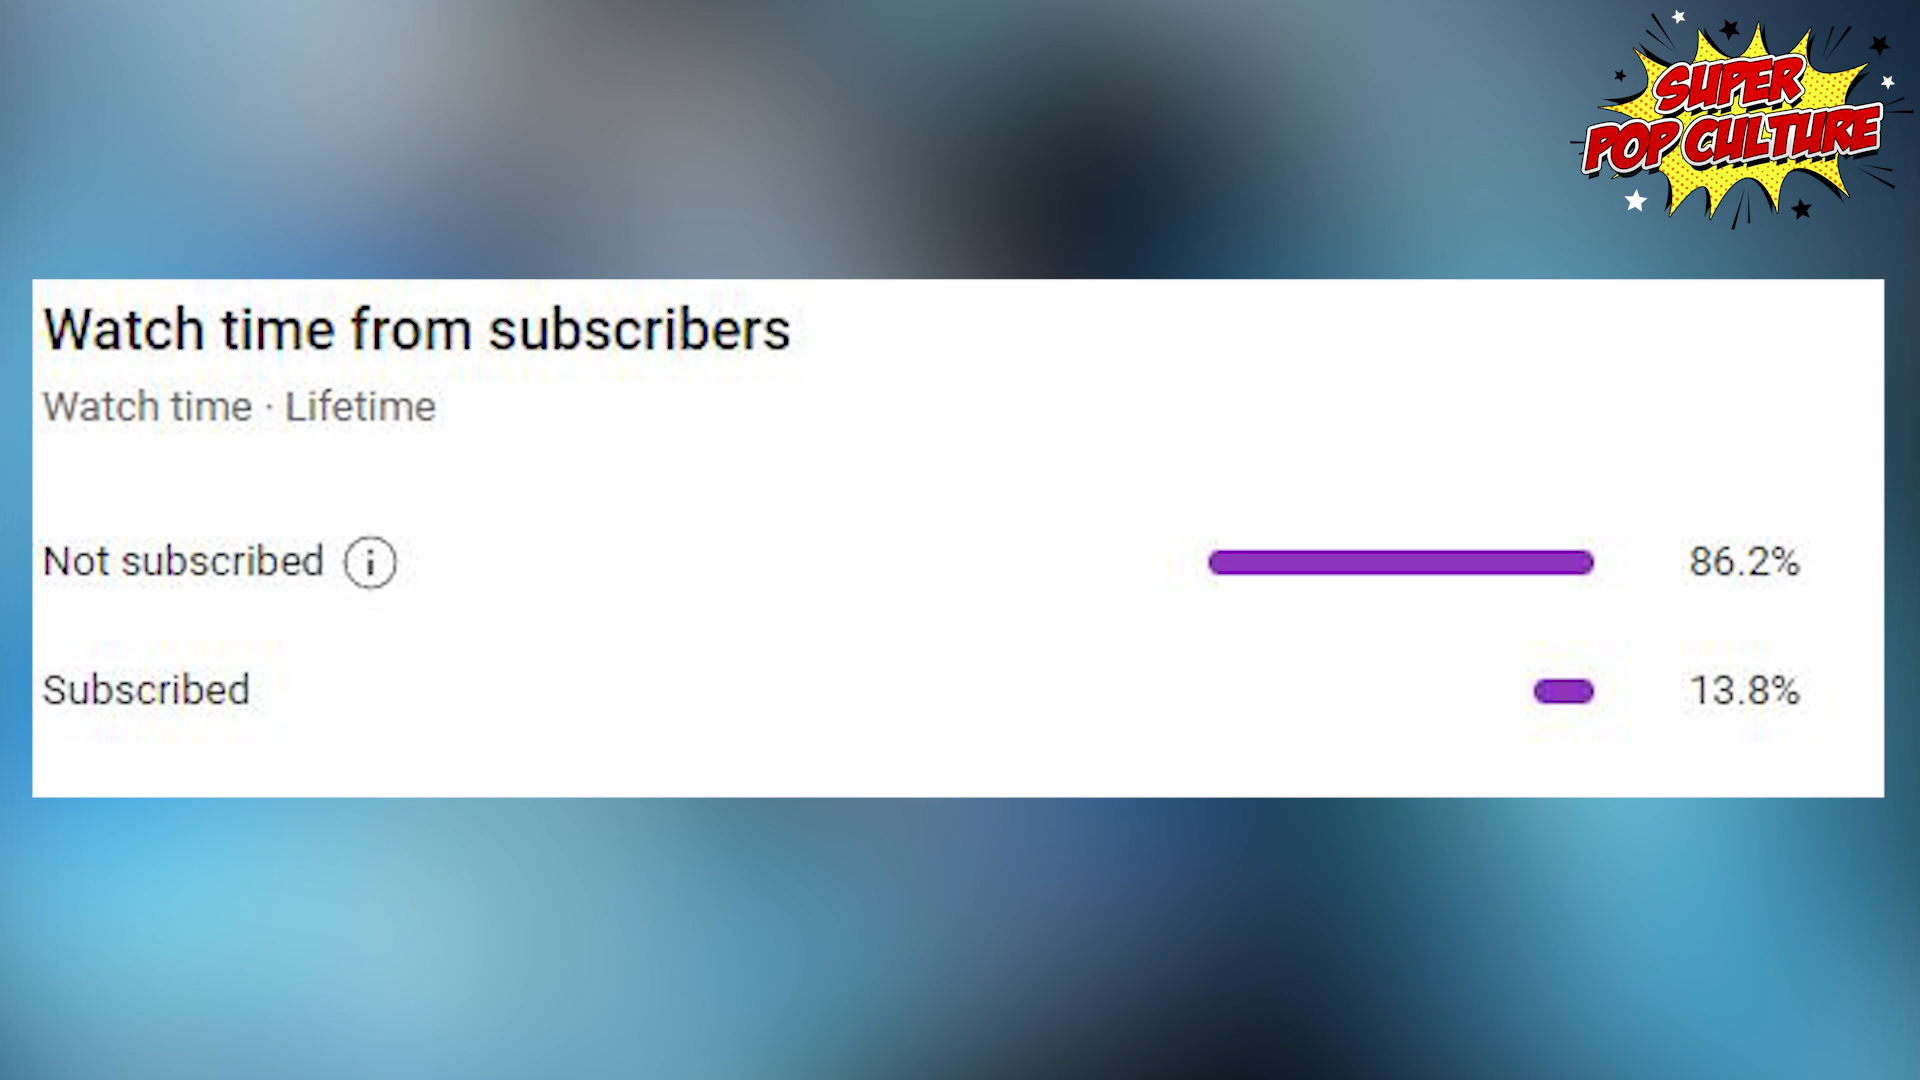 SUPER
POP CULTURE
Watch time from subscribers
Watch time · Lifetime
Not subscribed i 86.2%
Subscribed 13.8%